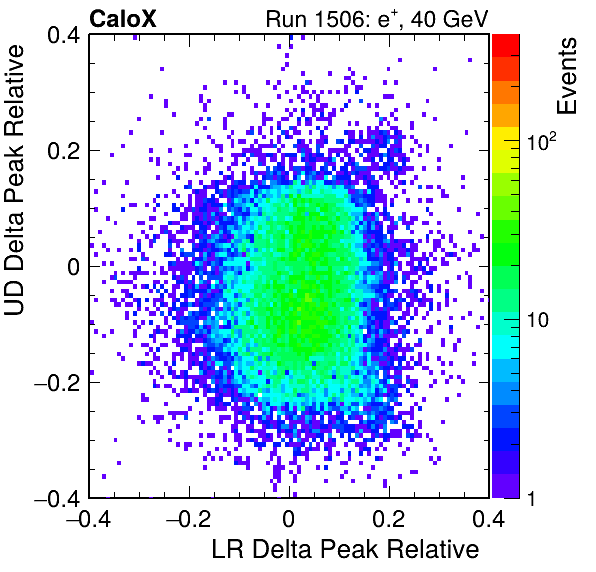 CaloX Run 1506: e⁺, 40 GeV
UD Delta Peak Relative
0.4
0.2
0
−0.2
−0.4
−0.4 −0.2 0 0.2 0.4
LR Delta Peak Relative
Events
10²
10
1